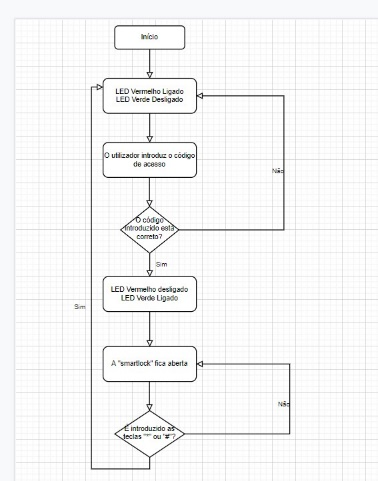 Início
LED Vermelho Ligado
LED Verde Desligado
O utilizador introduz o código
de acesso
Não
O código
introduzido está
correto?
Sim
LED Vermelho desligado
LED Verde Ligado
Sim
A "smartlock" fica aberta
Não
É introduzido as
teclas "*" ou "#"?